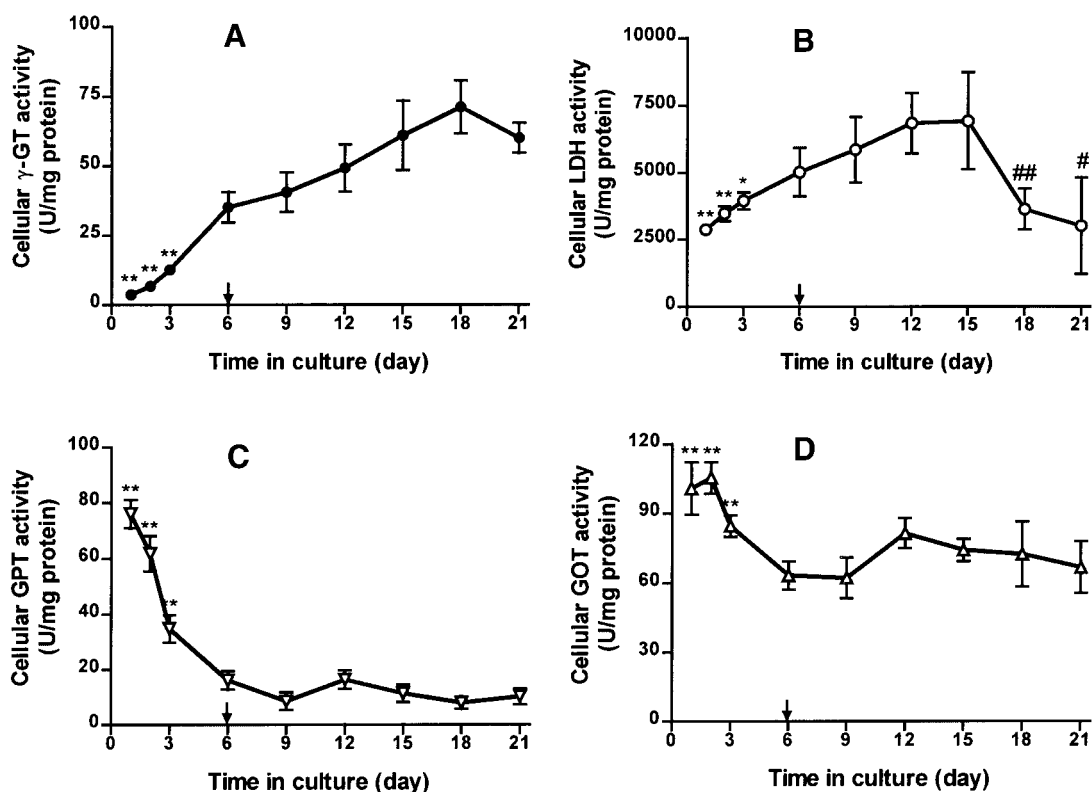 A
Cellular γ-GT activity
(U/mg protein)
100
75
50
25
0
**
**
**
0 3 6 9 12 15 18 21
Time in culture (day)
B
Cellular LDH activity
(U/mg protein)
10000
7500
5000
2500
0
**
**
*
##
#
0 3 6 9 12 15 18 21
Time in culture (day)
C
Cellular GPT activity
(U/mg protein)
100
80
60
40
20
0
**
**
**
0 3 6 9 12 15 18 21
Time in culture (day)
D
Cellular GOT activity
(U/mg protein)
120
90
60
30
0
** **
**
0 3 6 9 12 15 18 21
Time in culture (day)